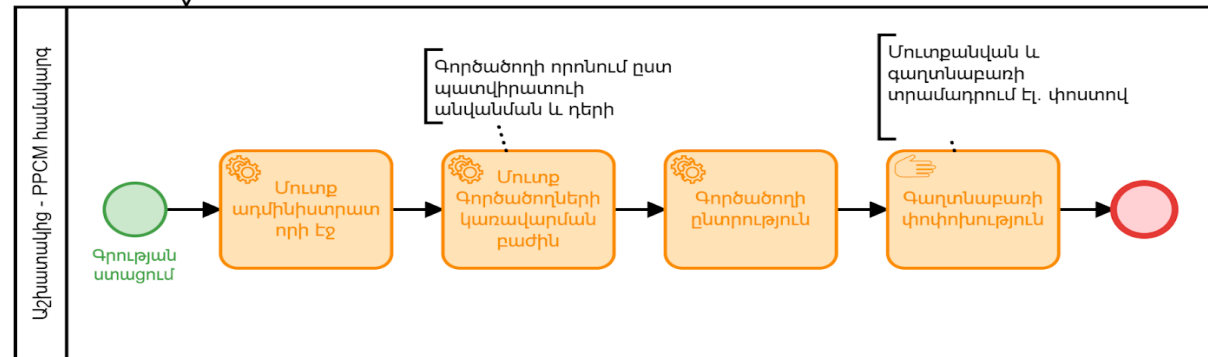 Աշխատակից - PPCM համակարգ
Գրության
ստացում
Մուտք
ադմինիստրատ
որի էջ
Գործածողի որոնում ըստ
պատվիրատուի
անվանման և դերի
Մուտք
Գործածողների
կառավարման
բաժին
Գործածողի
ընտրություն
Մուտքանվան և
գաղտնաբառի
տրամադրում էլ. փոստով
Գաղտնաբառի
փոփոխություն